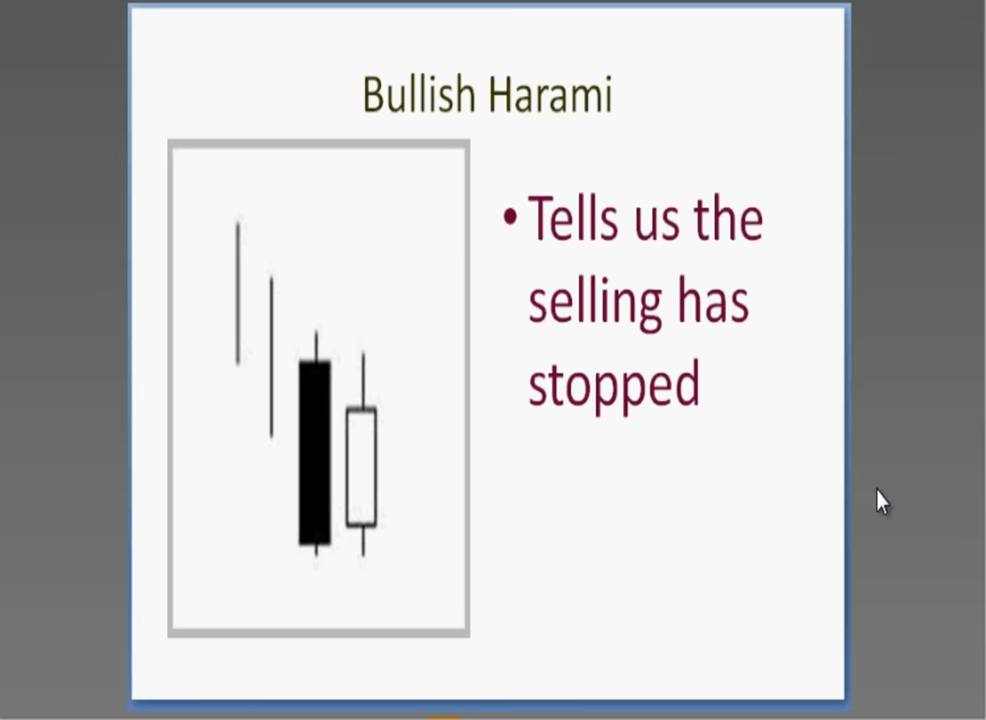 Bullish Harami
• Tells us the
selling has
stopped